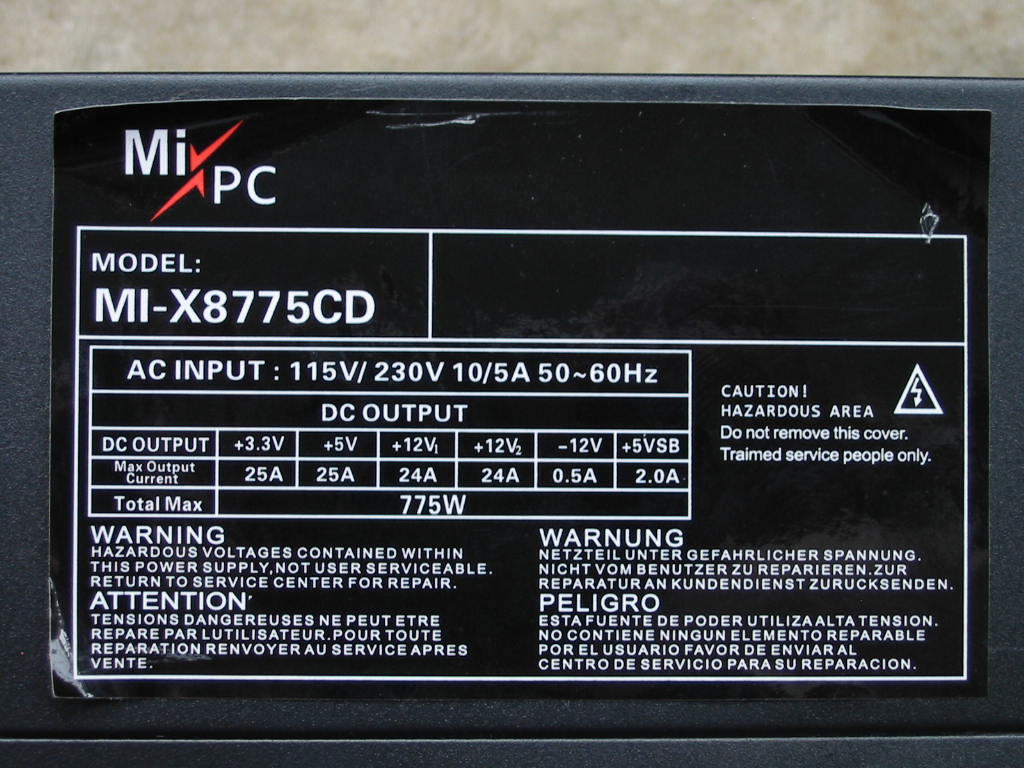 Mi
PC
MODEL:
MI-X8775CD
AC INPUT : 115V/ 230V 10/5A 50~60Hz
DC OUTPUT
DC OUTPUT +3.3V +5V +12V1 +12V2 -12V +5VSB
Max Output Current 25A 25A 24A 24A 0.5A 2.0A
Total Max 775W
CAUTION!
HAZARDOUS AREA
Do not remove this cover.
Traimed service people only.
WARNING
HAZARDOUS VOLTAGES CONTAINED WITHIN
THIS POWER SUPPLY,NOT USER SERVICEABLE.
RETURN TO SERVICE CENTER FOR REPAIR.
ATTENTION
TENSIONS DANGEREUSES NE PEUT ETRE
REPARE PAR LUTILISATEUR.POUR TOUTE
REPARATION RENVOYER AU SERVICE APRES
VENTE.
WARNUNG
NETZTEIL UNTER GEFAHRLICHER SPANNUNG.
NICHT VOM BENUTZER ZU REPARIEREN.ZUR
REPARATUR AN KUNDENDIENST ZURUCKSENDEN.
PELIGRO
ESTA FUENTE DE PODER UTILIZA ALTA TENSION.
NO CONTIENE NINGUN ELEMENTO REPARABLE
POR EL USUARIO FAVOR DE ENVIAR AL
CENTRO DE SERVICIO PARA SU REPARACION.